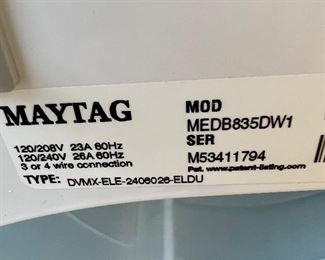 MAYTAG
120/208V 23A 60Hz
120/240V 26A 60Hz
3 or 4 wire connection
TYPE: DVMX-ELE-2406026-ELDU
MOD
MEDB835DW1
SER
M53411794
Pat. www.patent-listing.com